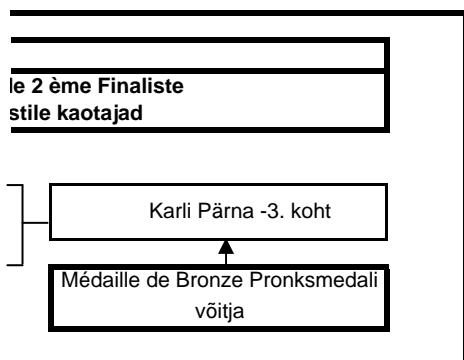 le 2 ème Finaliste
stile kaotajad
Karli Pärna -3. koht
Médaille de Bronze Pronksmedali
võitja